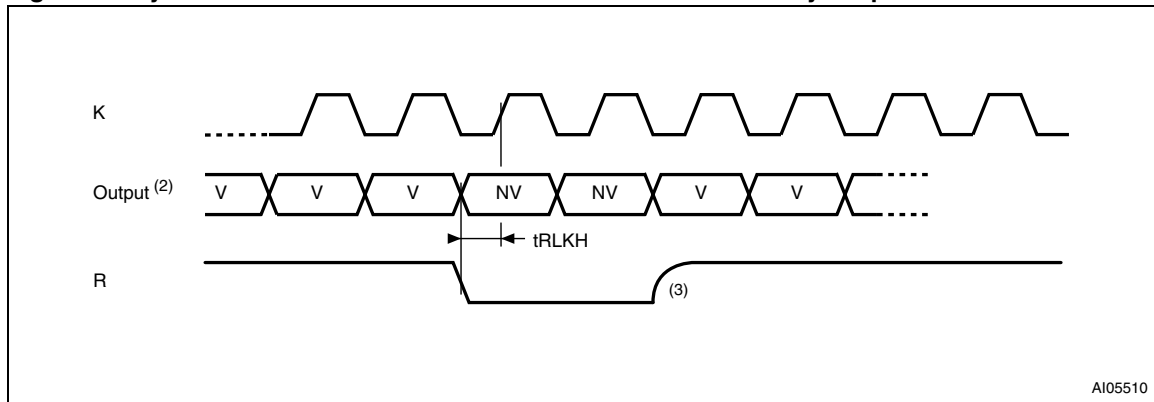 K
Output (2)
V V V NV NV V V
tRLKH
R
(3)
AI05510